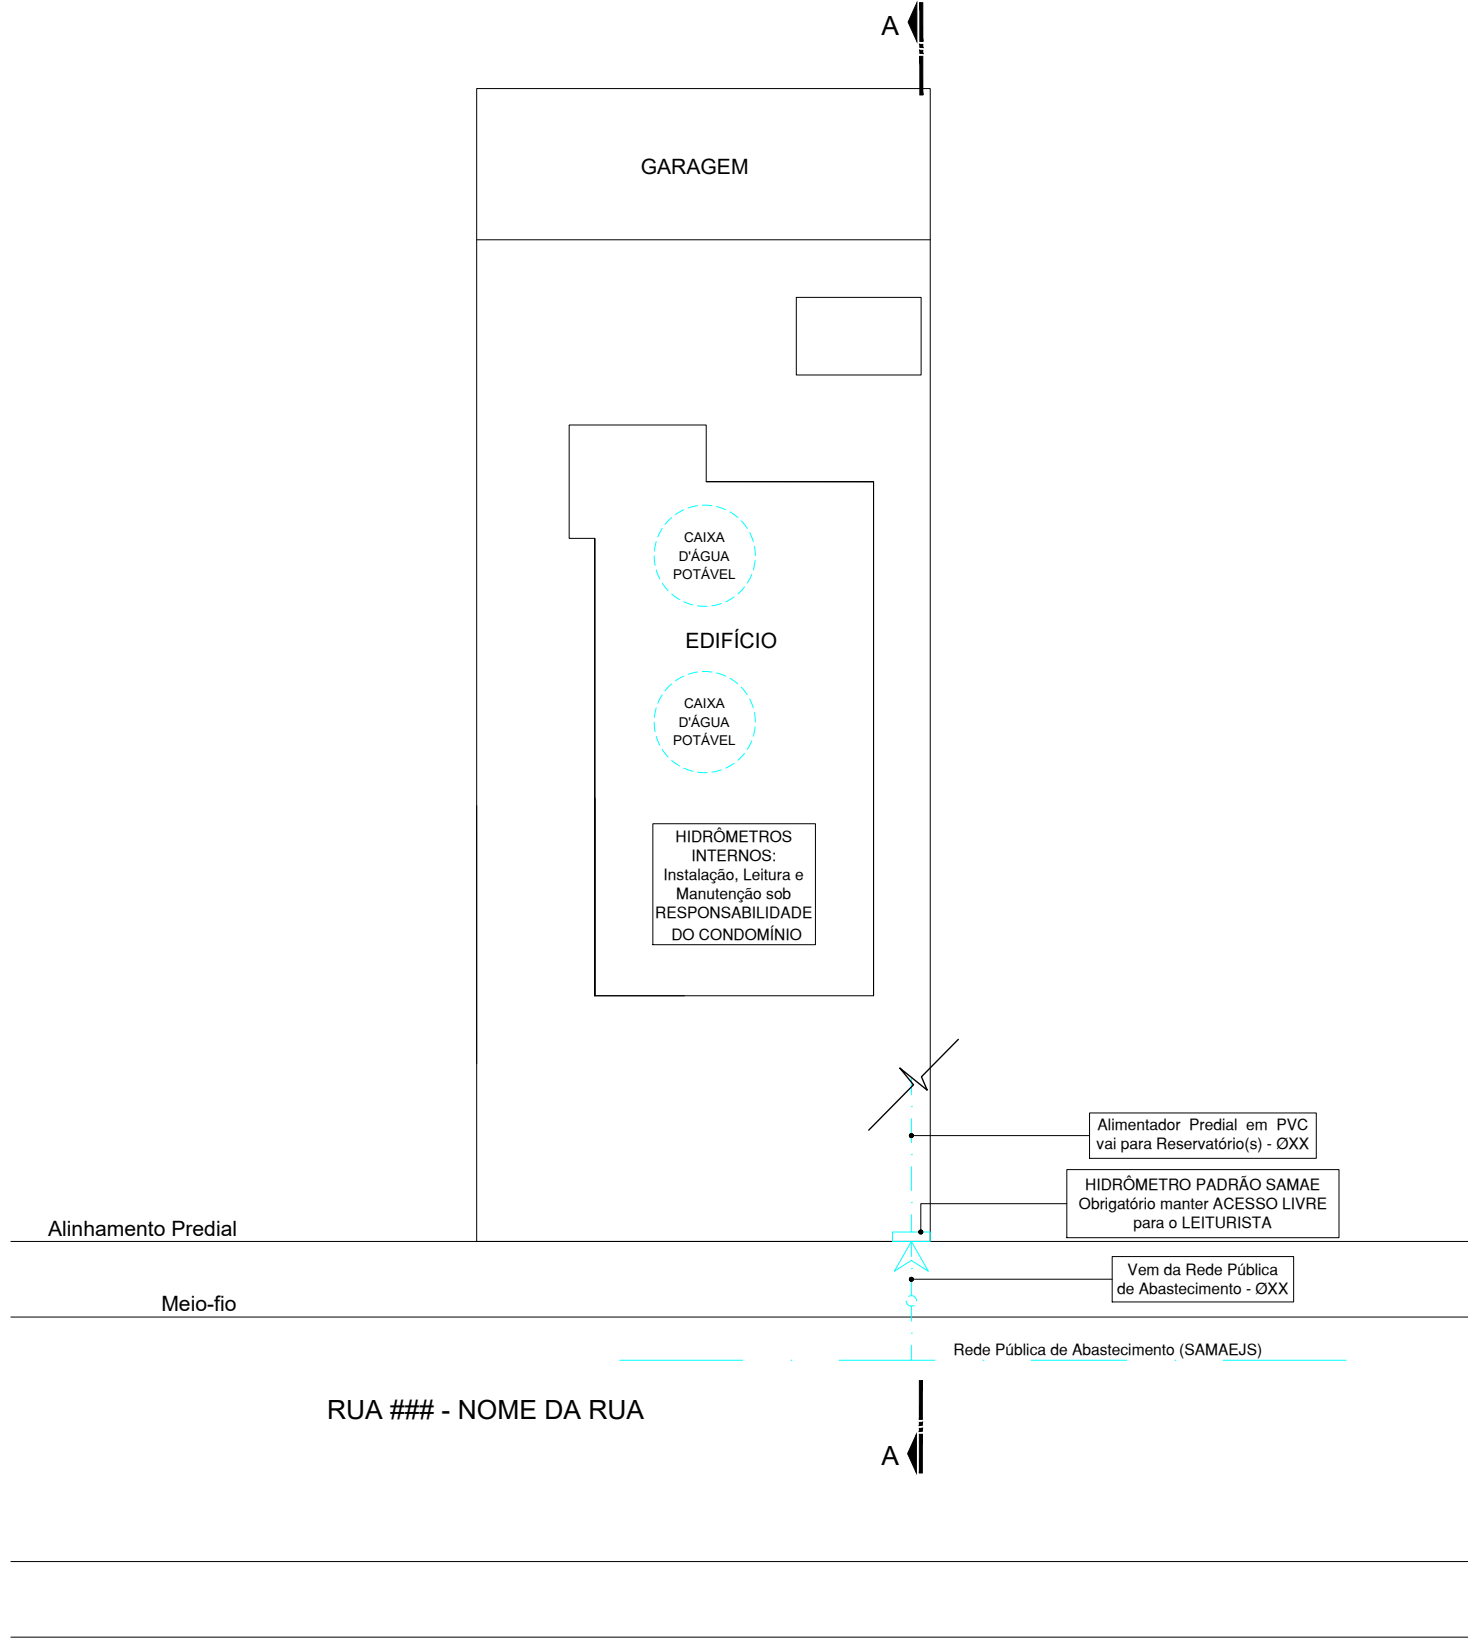 A
GARAGEM
CAIXA
D'ÁGUA
POTÁVEL
EDIFÍCIO
CAIXA
D'ÁGUA
POTÁVEL
HIDRÔMETROS
INTERNOS:
Instalação, Leitura e
Manutenção sob
RESPONSABILIDADE
DO CONDOMÍNIO
Alimentador Predial em PVC
vai para Reservatório(s) - ØXX
HIDRÔMETRO PADRÃO SAMAE
Obrigatório manter ACESSO LIVRE
para o LEITURISTA
Alinhamento Predial
Vem da Rede Pública
de Abastecimento - ØXX
Meio-fio
Rede Pública de Abastecimento (SAMAEJS)
RUA ### - NOME DA RUA
A